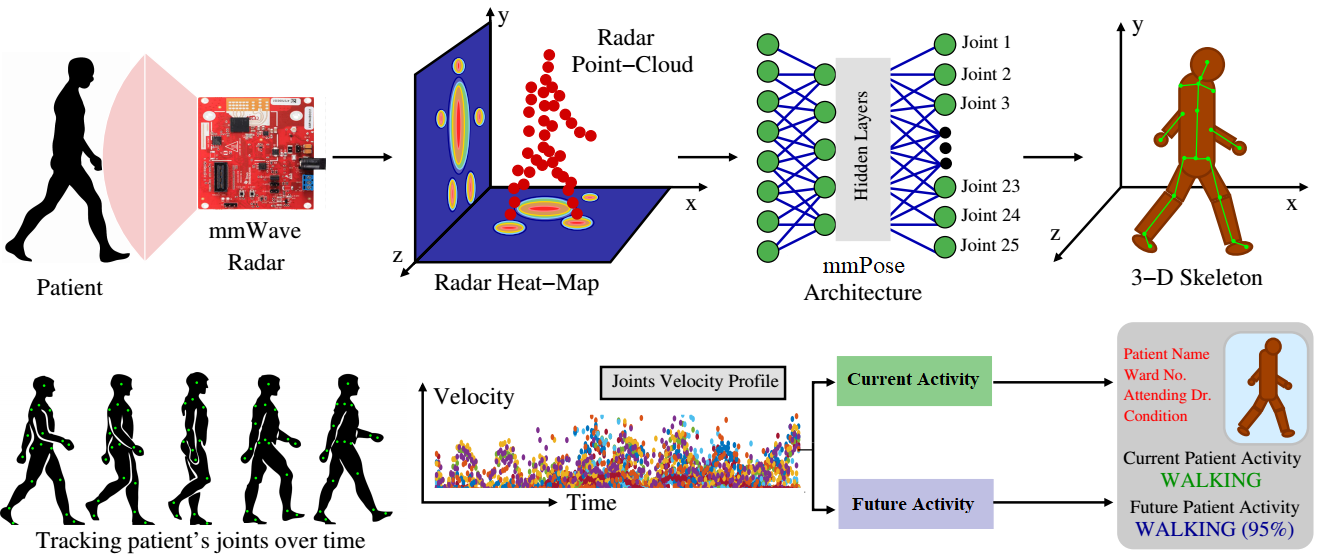 Patient
mmWave
Radar
y
x
z
Radar
Point−Cloud
Radar Heat−Map
Hidden Layers
Joint 1
Joint 2
Joint 3
Joint 23
Joint 24
Joint 25
mmPose
Architecture
y
x
z
3−D Skeleton
Tracking patient's joints over time
Velocity
Joints Velocity Profile
Time
Current Activity
Future Activity
Patient Name
Ward No.
Attending Dr.
Condition
Current Patient Activity
WALKING
Future Patient Activity
WALKING (95%)